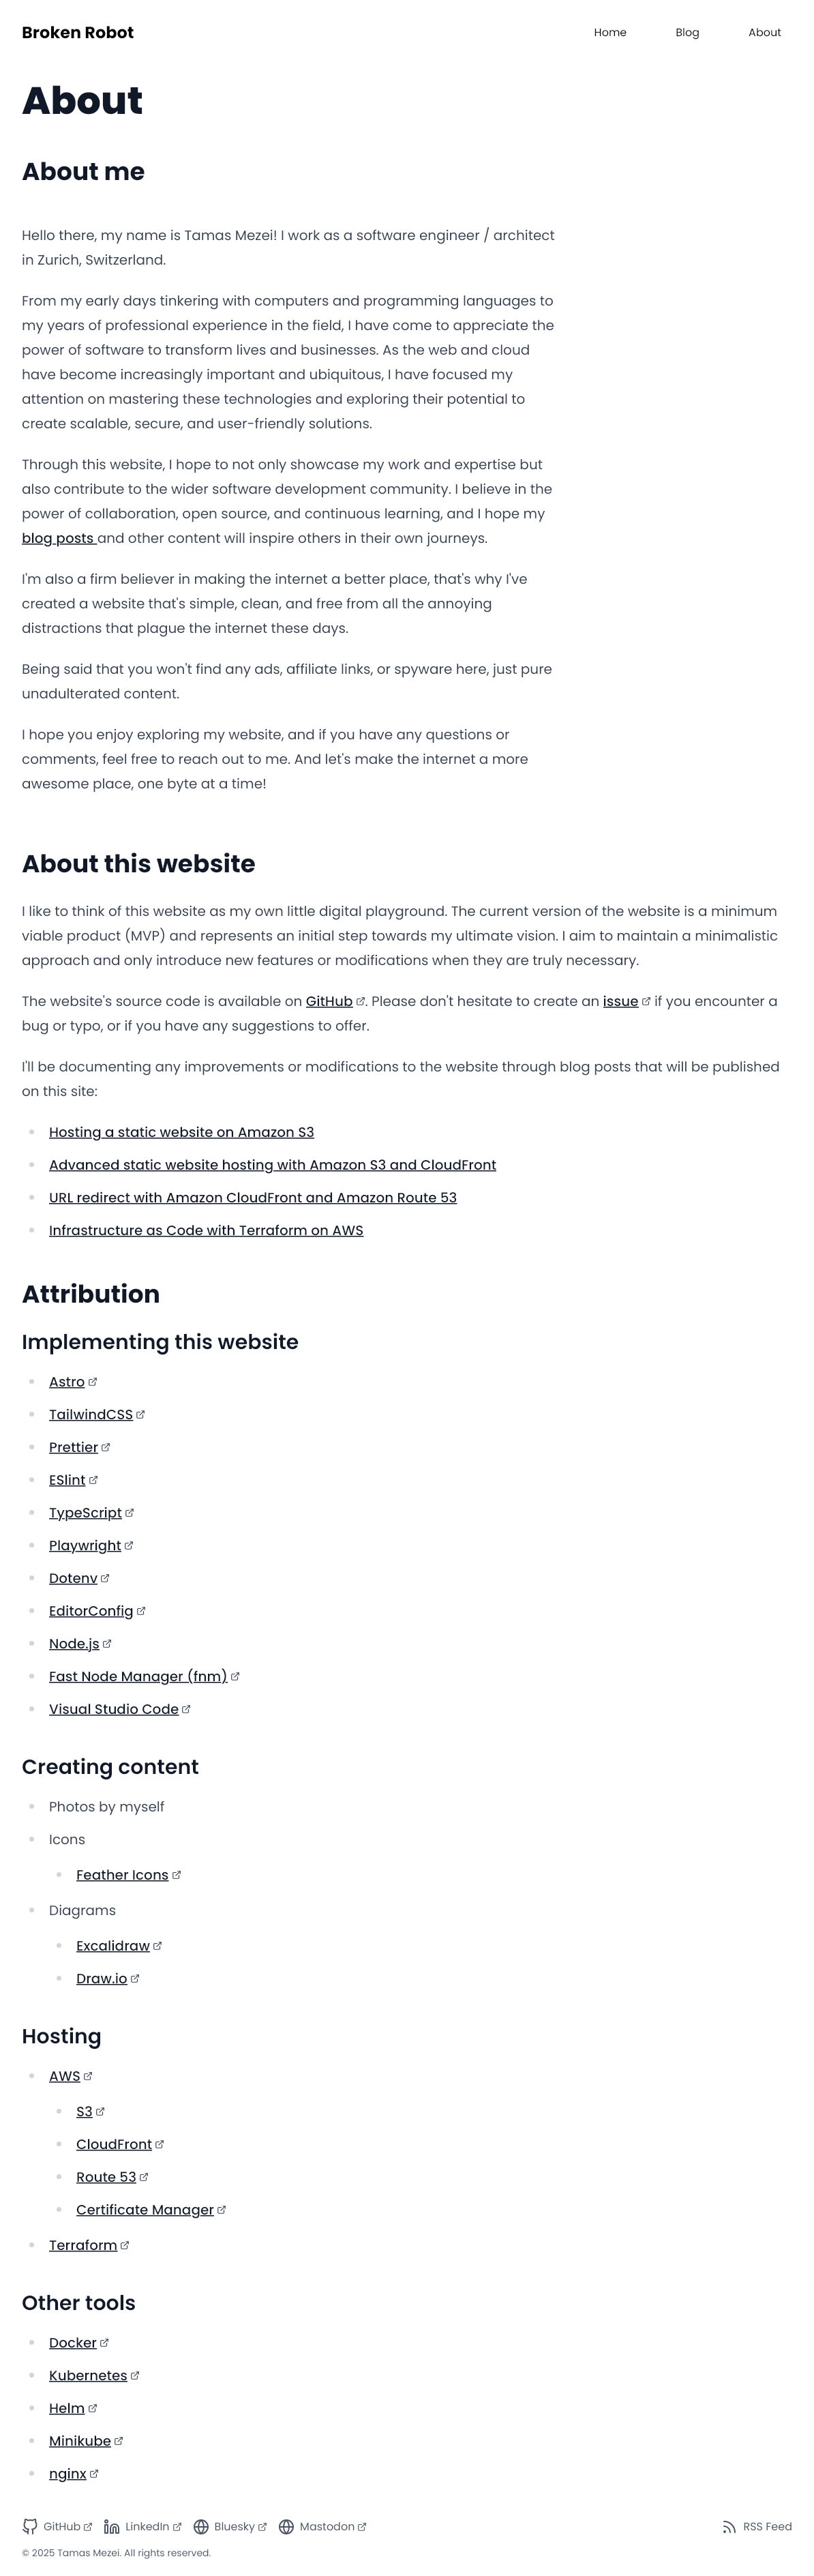 Broken Robot
Home
Blog
About
About
About me
Hello there, my name is Tamas Mezei! I work as a software engineer / architect
in Zurich, Switzerland.
From my early days tinkering with computers and programming languages to
my years of professional experience in the field, I have come to appreciate the
power of software to transform lives and businesses. As the web and cloud
have become increasingly important and ubiquitous, I have focused my
attention on mastering these technologies and exploring their potential to
create scalable, secure, and user-friendly solutions.
Through this website, I hope to not only showcase my work and expertise but
also contribute to the wider software development community. I believe in the
power of collaboration, open source, and continuous learning, and I hope my
blog posts and other content will inspire others in their own journeys.
I'm also a firm believer in making the internet a better place, that's why I've
created a website that's simple, clean, and free from all the annoying
distractions that plague the internet these days.
Being said that you won't find any ads, affiliate links, or spyware here, just pure
unadulterated content.
I hope you enjoy exploring my website, and if you have any questions or
comments, feel free to reach out to me. And let's make the internet a more
awesome place, one byte at a time!
About this website
I like to think of this website as my own little digital playground. The current version of the website is a minimum
viable product (MVP) and represents an initial step towards my ultimate vision. I aim to maintain a minimalistic
approach and only introduce new features or modifications when they are truly necessary.
The website's source code is available on GitHub. Please don't hesitate to create an issue if you encounter a
bug or typo, or if you have any suggestions to offer.
I'll be documenting any improvements or modifications to the website through blog posts that will be published
on this site:
Hosting a static website on Amazon S3
Advanced static website hosting with Amazon S3 and CloudFront
URL redirect with Amazon CloudFront and Amazon Route 53
Infrastructure as Code with Terraform on AWS
Attribution
Implementing this website
Astro
TailwindCSS
Prettier
ESlint
TypeScript
Playwright
Dotenv
EditorConfig
Node.js
Fast Node Manager (fnm)
Visual Studio Code
Creating content
Photos by myself
Icons
Feather Icons
Diagrams
Excalidraw
Draw.io
Hosting
AWS
S3
CloudFront
Route 53
Certificate Manager
Terraform
Other tools
Docker
Kubernetes
Helm
Minikube
nginx
GitHub
LinkedIn
Bluesky
Mastodon
RSS Feed
© 2025 Tamas Mezei. All rights reserved.